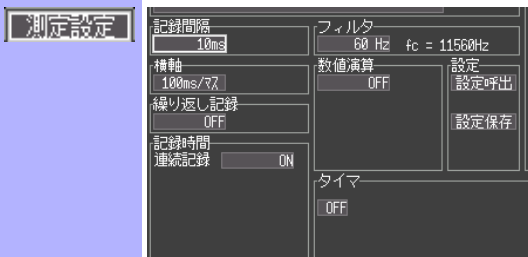 測定設定
記録間隔
10ms
横軸
100ms/マス
繰り返し記録
OFF
記録時間
連続記録 ON
フィルタ
60 Hz fc = 11560Hz
数値演算
OFF
設定
設定呼出
設定保存
タイマ
OFF